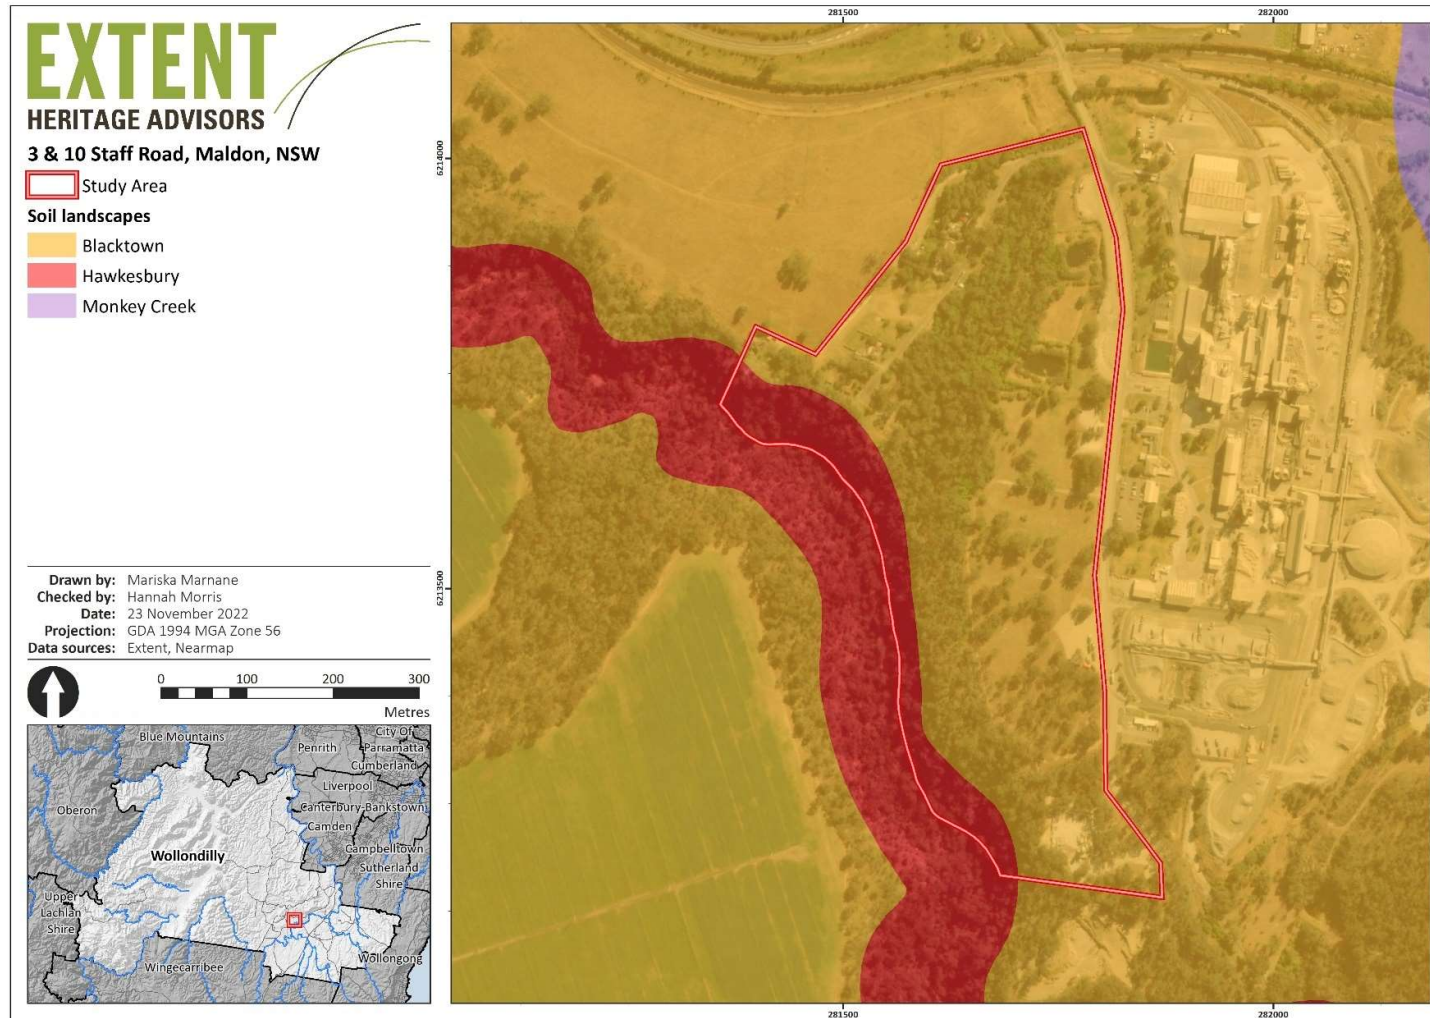 EXTENT
HERITAGE ADVISORS
3 & 10 Staff Road, Maldon, NSW
Study Area
Soil landscapes
Blacktown
Hawkesbury
Monkey Creek
Drawn by: Mariska Marnane
Checked by: Hannah Morris
Date: 23 November 2022
Projection: GDA 1994 MGA Zone 56
Data sources: Extent, Nearmap
0 100 200 300
Metres
Blue Mountains
Penrith
City Of
Parramatta
Cumberland
Liverpool
Canterbury-Bankstown
Oberon
Camden
Wollondilly
Campbelltown
Sutherland
Shire
Upper
Lachlan
Shire
Wingecarribee
Wollongong
281500
282000
6214000
6213500
281500
282000